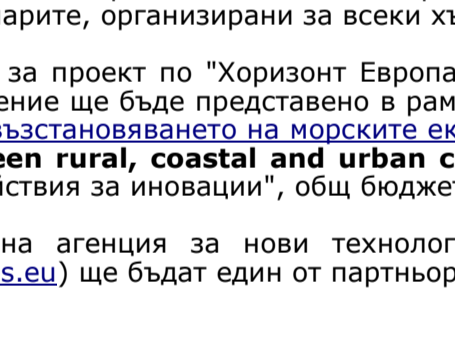 арите, организирани за всеки хъ
за проект по "Хоризонт Европа
ение ще бъде представено в рам
възстановяването на морските ек
een rural, coastal and urban c
йствия за иновации", общ бюджет
на агенция за нови технолог
s.eu) ще бъдат един от партньор